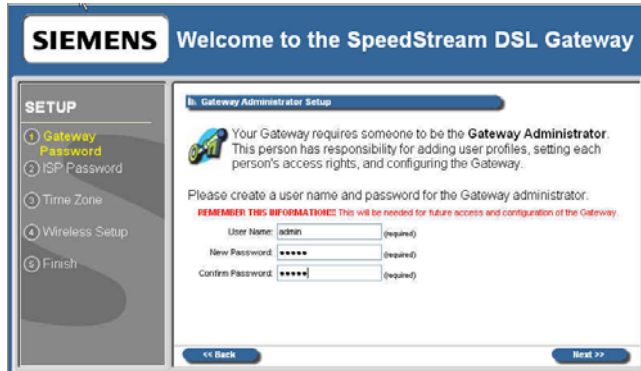 SIEMENS
Welcome to the SpeedStream DSL Gateway
SETUP
1 Gateway Password
2 ISP Password
3 Time Zone
4 Wireless Setup
5 Finish
Gateway Administrator Setup
Your Gateway requires someone to be the Gateway Administrator.
This person has responsibility for adding user profiles, setting each
person's access rights, and configuring the Gateway.
Please create a user name and password for the Gateway administrator.
REMEMBER THIS INFORMATION!!! This will be needed for future access and configuration of the Gateway.
User Name: admin (required)
New Password: ●●●●● (required)
Confirm Password: ●●●●● (required)
<< Back
Next >>